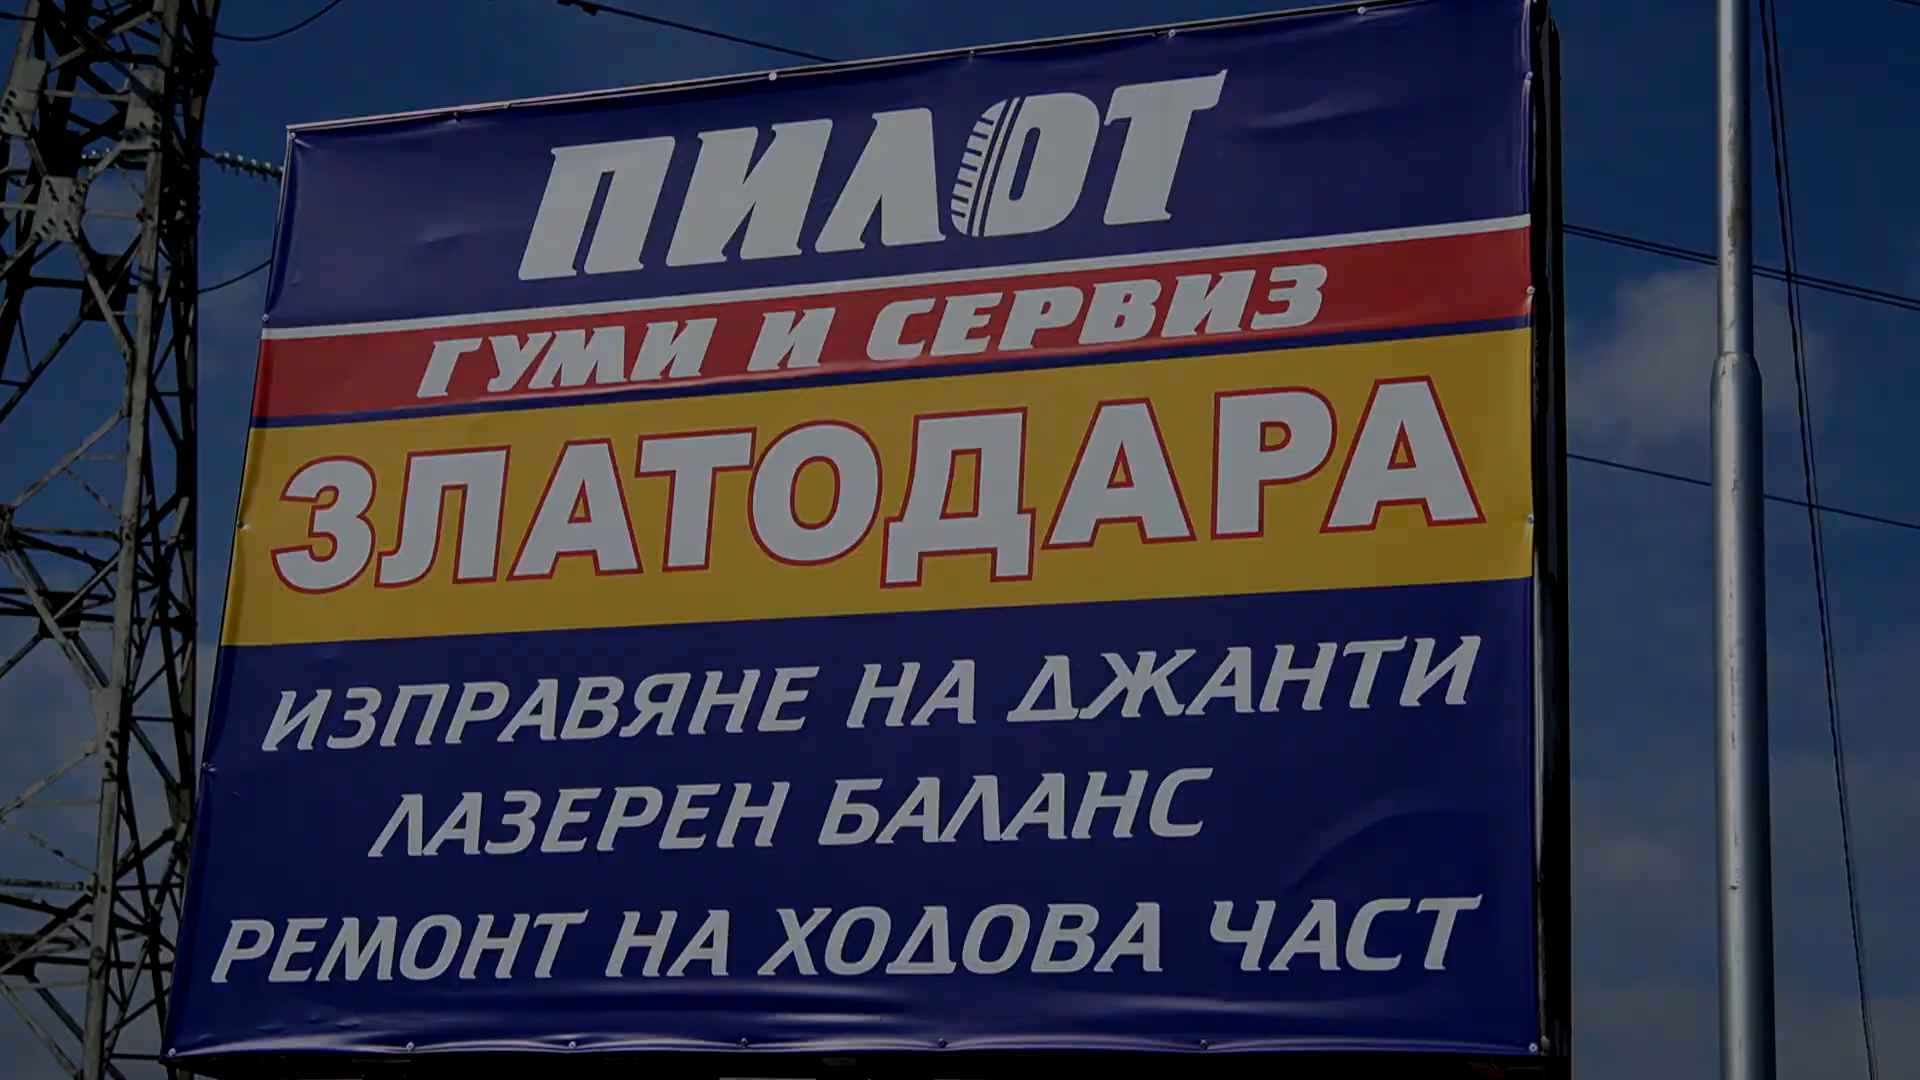 ПИЛОТ
ГУМИ И СЕРВИЗ
ЗЛАТОДАРА
ИЗПРАВЯНЕ НА ДЖАНТИ
ЛАЗЕРЕН БАЛАНС
РЕМОНТ НА ХОДОВА ЧАСТ